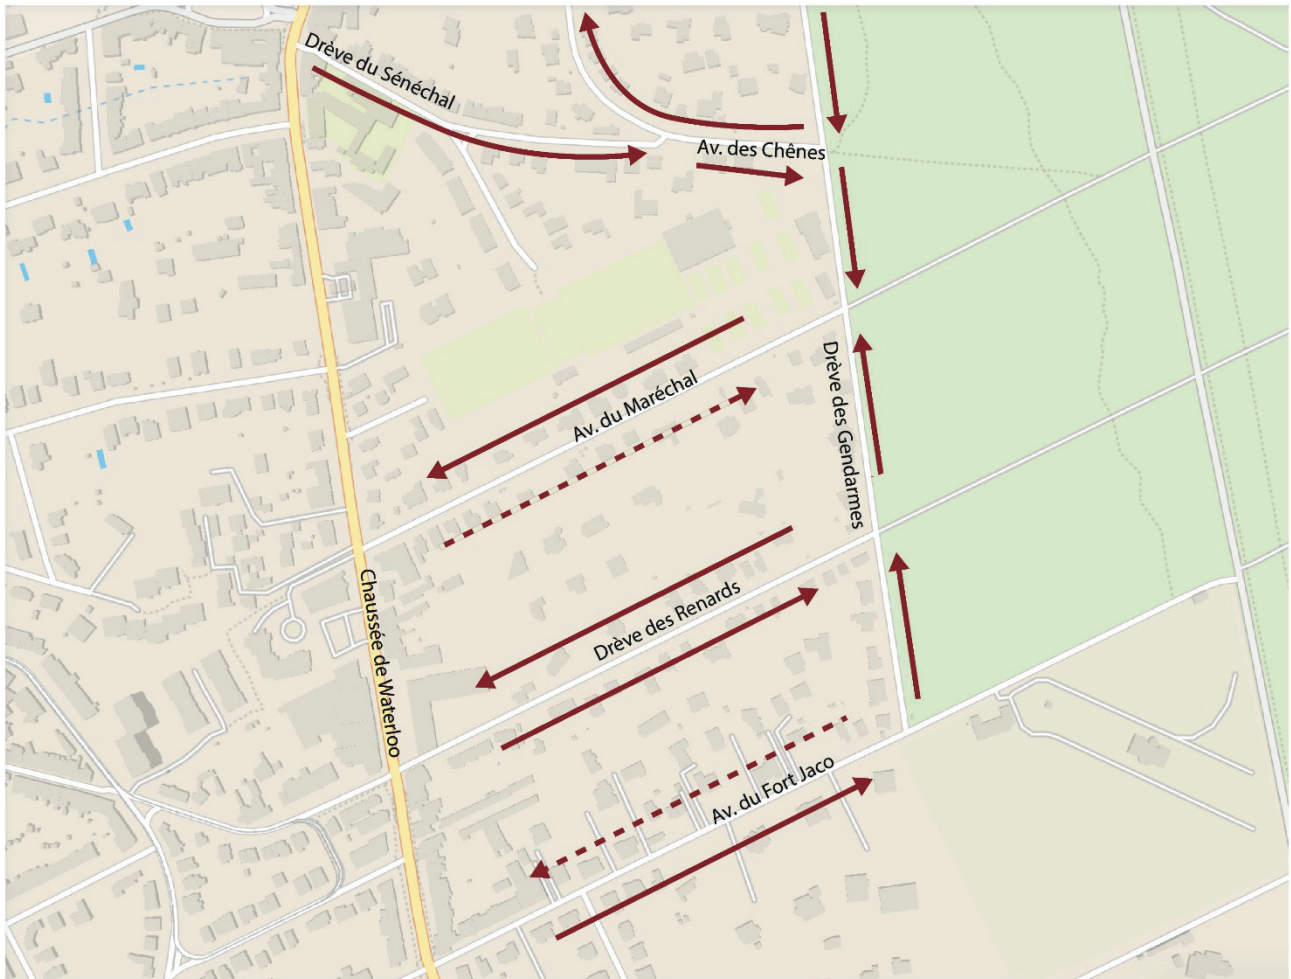 Drève du Sénéchal
Av. des Chênes
Av. du Maréchal
Drève des Gendarmes
Drève des Renards
Chaussée de Waterloo
Av. du Fort Jaco